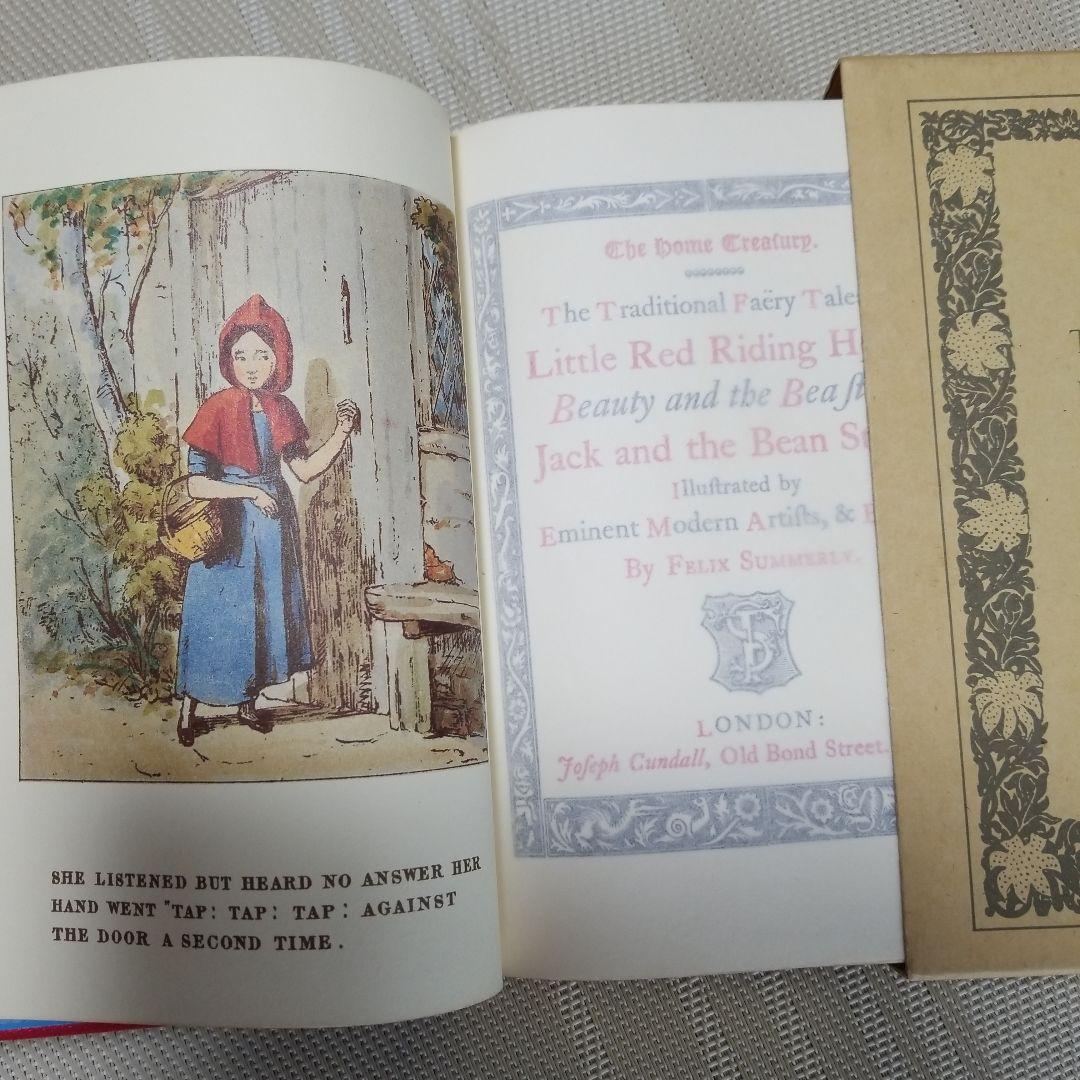 SHE LISTENED BUT HEARD NO ANSWER HER
HAND WENT "TAP: TAP: TAP: AGAINST
THE DOOR A SECOND TIME.
The Home Treaſury.
The Traditional Faëry Tale
Little Red Riding H
Beauty and the Beaſt
Jack and the Bean St
Illuſtrated by
Eminent Modern Artiſts, &
By FELIX SUMMERLY.
LONDON:
Joſeph Cundall, Old Bond Street.